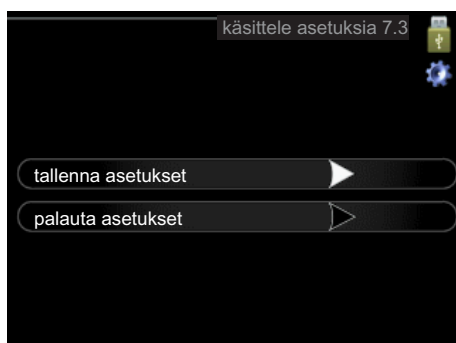 käsittele asetuksia 7.3
tallenna asetukset
palauta asetukset